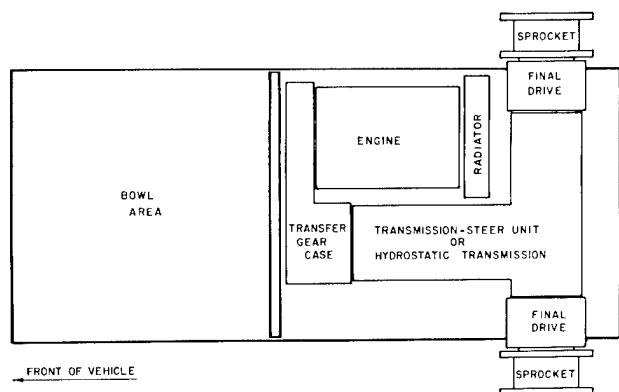 SPROCKET
FINAL
DRIVE
ENGINE
RADIATOR
BOWL
AREA
TRANSFER
GEAR
CASE
TRANSMISSION-STEER UNIT
OR
HYDROSTATIC TRANSMISSION
FINAL
DRIVE
FRONT OF VEHICLE
SPROCKET